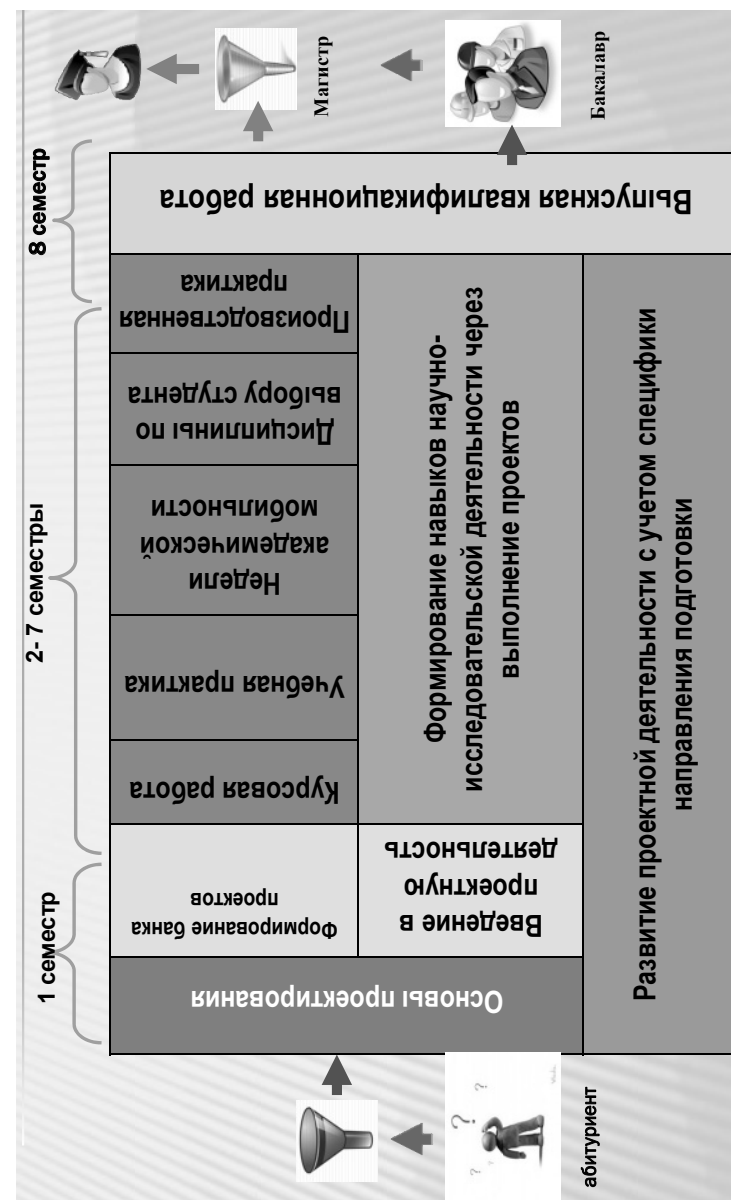 1 семестр
2- 7 семестры
8 семестр
Основы проектирования
Формирование банка
проектов
Введение в
проектную
деятельность
Курсовая работа
Учебная практика
Недели
академической
мобильности
Дисциплины по
выбору студента
Производственная
практика
Формирование навыков научно-
исследовательской деятельности через
выполнение проектов
Развитие проектной деятельности с учетом специфики
направления подготовки
Выпускная квалификационная работа
абитуриент
Бакалавр
Магистр
? ? ? ?